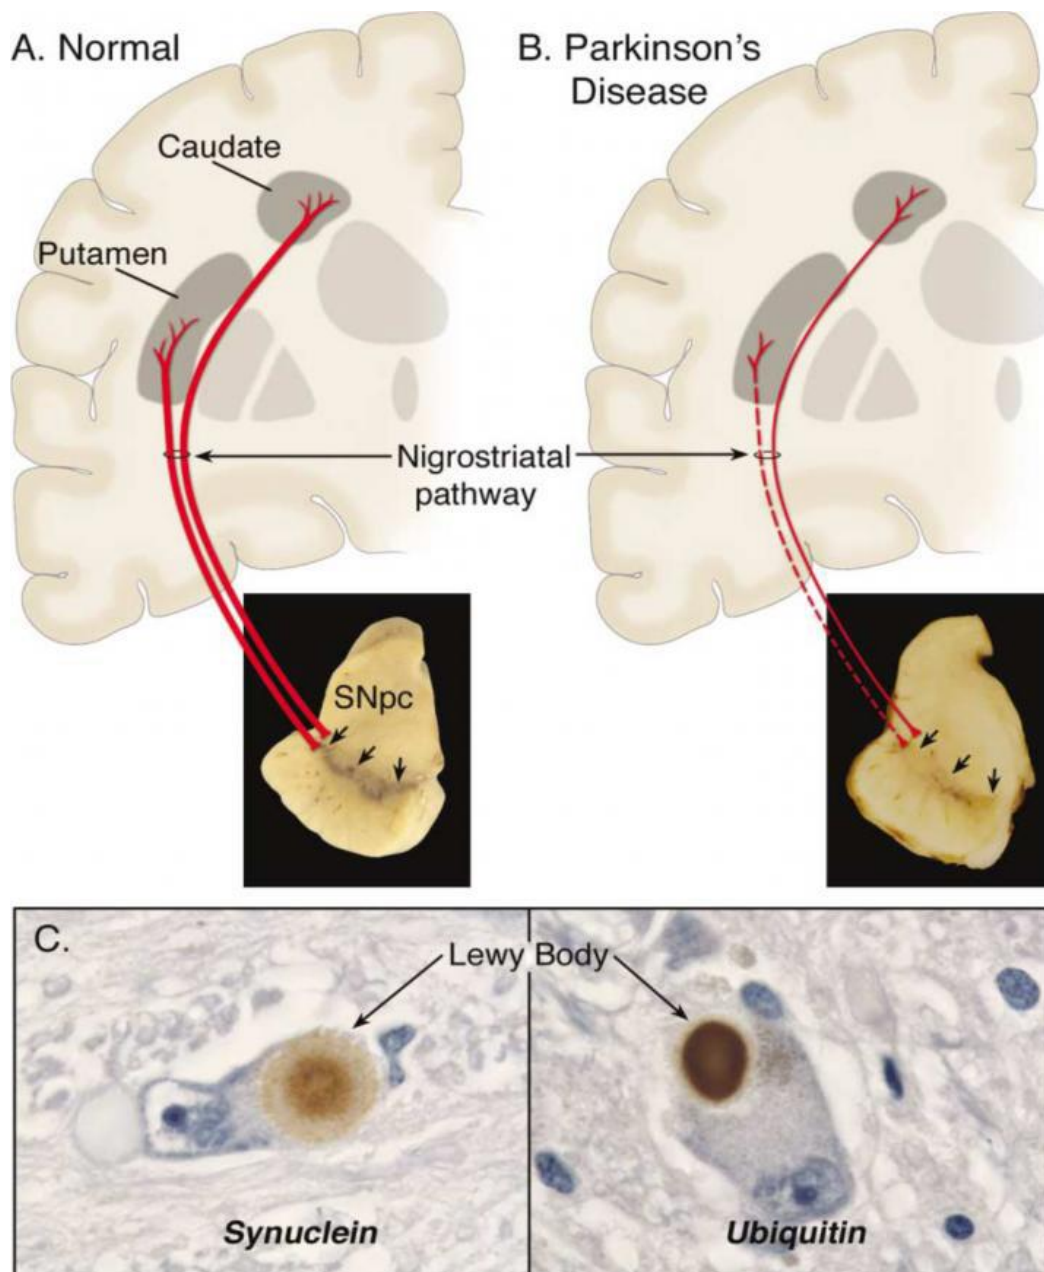 A. Normal
B. Parkinson's
Disease
Caudate
Putamen
Nigrostriatal
pathway
SNpc
C.
Lewy Body
Synuclein
Ubiquitin